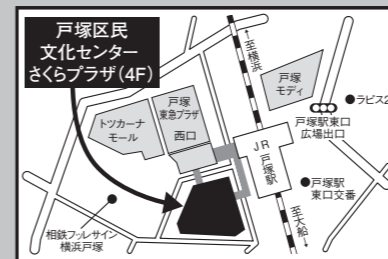 戸塚区民
文化センター
さくらプラザ(4F)
←至横浜
戸塚
モディ
●ラピス2
戸塚駅東口
広場出口
戸塚
東急プラザ
西口
トツカーナ
モール
JR
戸塚駅
●戸塚駅
東口交番
至大船→
相鉄フレッサイン
横浜戸塚